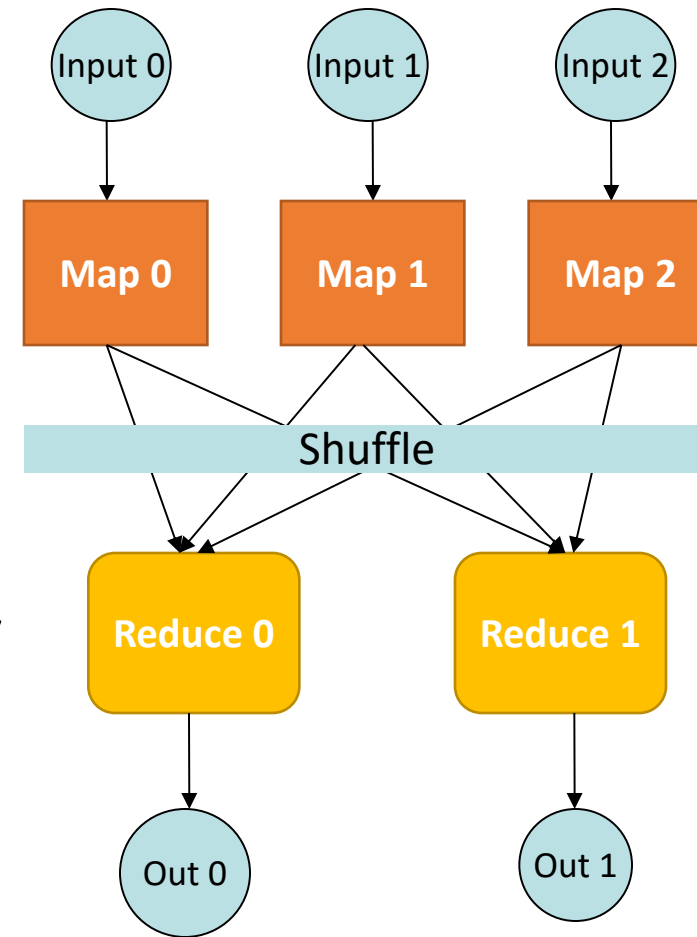 Input 0
Input 1
Input 2
Map 0
Map 1
Map 2
Shuffle
Reduce 0
Reduce 1
Out 0
Out 1